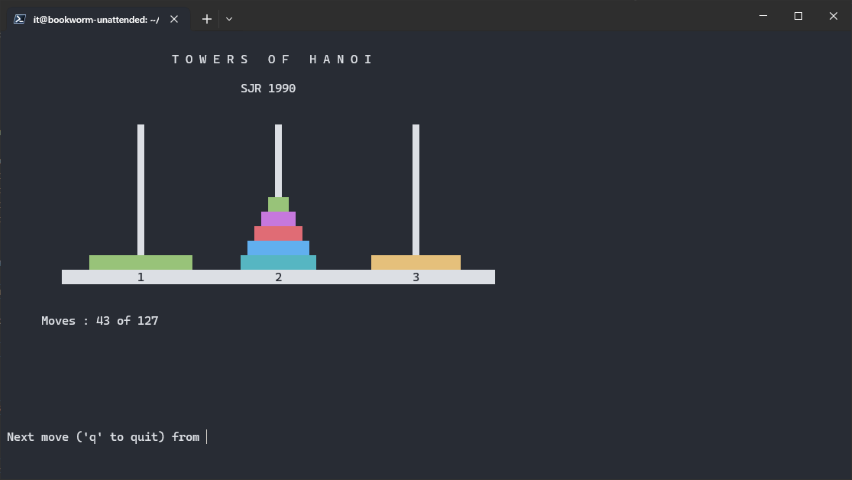 it@bookworm-unattended: ~/
T O W E R S   O F   H A N O I
SJR 1990
1 2 3
Moves : 43 of 127
Next move ('q' to quit) from